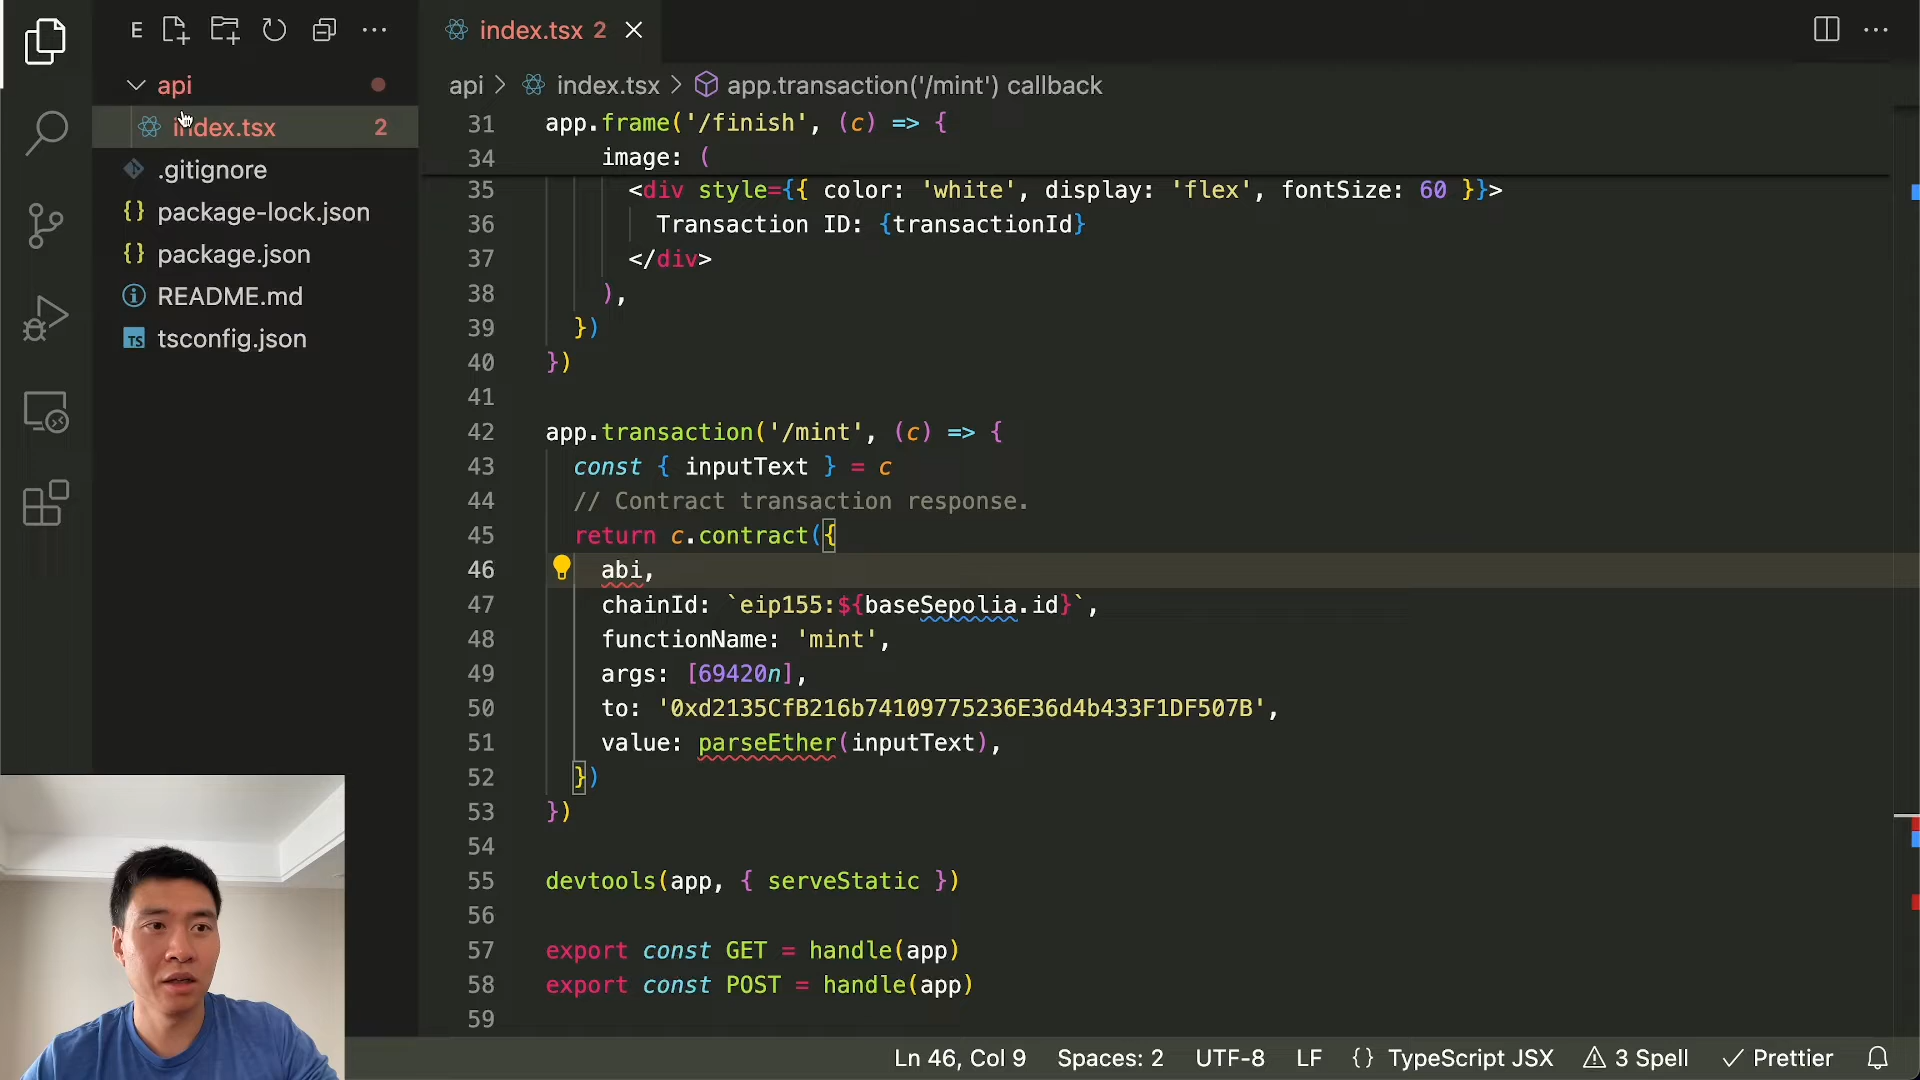 E
index.tsx 2
api
index.tsx 2
.gitignore
package-lock.json
package.json
README.md
TS tsconfig.json
api > index.tsx > app.transaction('/mint') callback
31 app.frame('/finish', (c) => {
34 image: (
35 <div style={{ color: 'white', display: 'flex', fontSize: 60 }}>
36 Transaction ID: {transactionId}
37 </div>
38 ),
39 })
40 })
41
42 app.transaction('/mint', (c) => {
43 const { inputText } = c
44 // Contract transaction response.
45 return c.contract({
46 abi,
47 chainId: `eip155:${baseSepolia.id}`,
48 functionName: 'mint',
49 args: [69420n],
50 to: '0xd2135CfB216b74109775236E36d4b433F1DF507B',
51 value: parseEther(inputText),
52 })
53 })
54
55 devtools(app, { serveStatic })
56
57 export const GET = handle(app)
58 export const POST = handle(app)
59
Ln 46, Col 9 Spaces: 2 UTF-8 LF {} TypeScript JSX 3 Spell Prettier